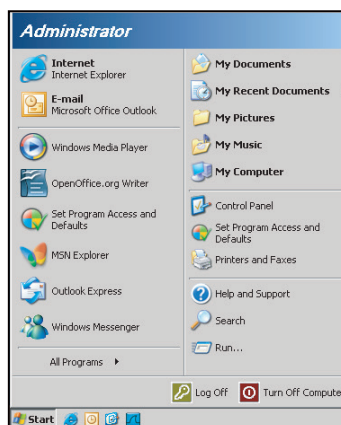 Administrator
Internet
Internet Explorer
E-mail
Microsoft Office Outlook
Windows Media Player
OpenOffice.org Writer
Set Program Access and
Defaults
MSN Explorer
Outlook Express
Windows Messenger
All Programs
My Documents
My Recent Documents
My Pictures
My Music
My Computer
Control Panel
Set Program Access and
Defaults
Printers and Faxes
Help and Support
Search
Run...
Log Off
Turn Off Compute
Start